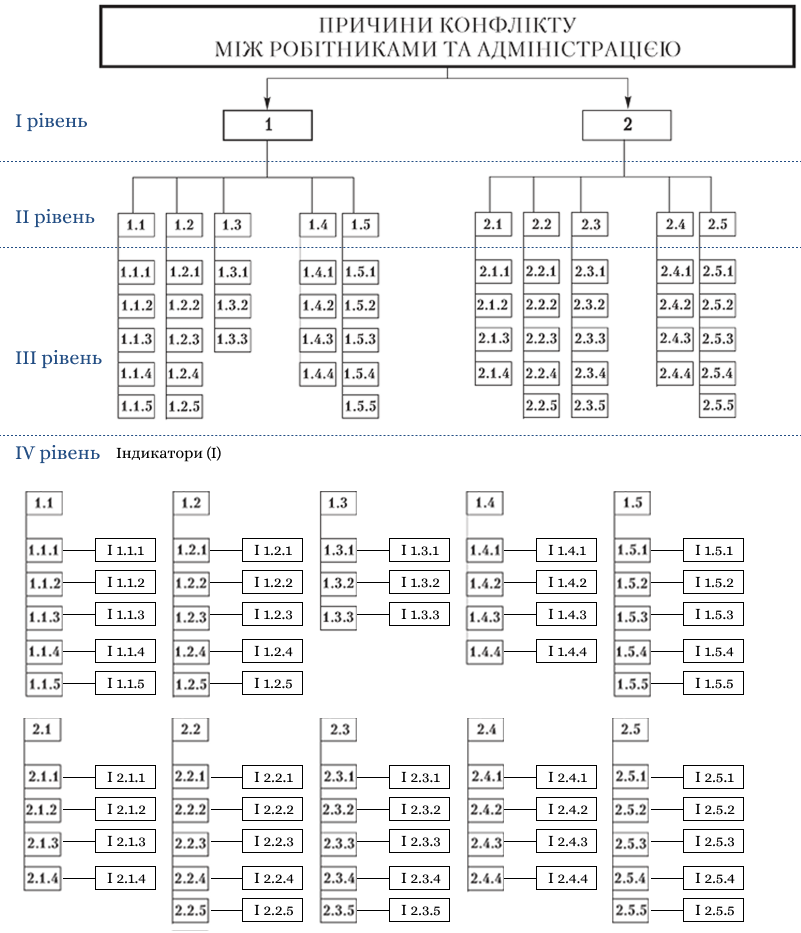 ПРИЧИНИ КОНФЛІКТУ
МІЖ РОБІТНИКАМИ ТА АДМІНІСТРАЦІЄЮ
I рівень
1 2
II рівень
1.1 1.2 1.3 1.4 1.5 2.1 2.2 2.3 2.4 2.5
1.1.1 1.2.1 1.3.1 1.4.1 1.5.1 2.1.1 2.2.1 2.3.1 2.4.1 2.5.1
1.1.2 1.2.2 1.3.2 1.4.2 1.5.2 2.1.2 2.2.2 2.3.2 2.4.2 2.5.2
1.1.3 1.2.3 1.3.3 1.4.3 1.5.3 2.1.3 2.2.3 2.3.3 2.4.3 2.5.3
III рівень
1.1.4 1.2.4 1.4.4 1.5.4 2.1.4 2.2.4 2.3.4 2.4.4 2.5.4
1.1.5 1.2.5 1.5.5 2.2.5 2.3.5 2.5.5
IV рівень Індикатори (І)
1.1 1.2 1.3 1.4 1.5
1.1.1 І 1.1.1 1.2.1 І 1.2.1 1.3.1 І 1.3.1 1.4.1 І 1.4.1 1.5.1 І 1.5.1
1.1.2 І 1.1.2 1.2.2 І 1.2.2 1.3.2 І 1.3.2 1.4.2 І 1.4.2 1.5.2 І 1.5.2
1.1.3 І 1.1.3 1.2.3 І 1.2.3 1.3.3 І 1.3.3 1.4.3 І 1.4.3 1.5.3 І 1.5.3
1.1.4 І 1.1.4 1.2.4 І 1.2.4 1.4.4 І 1.4.4 1.5.4 І 1.5.4
1.1.5 І 1.1.5 1.2.5 І 1.2.5 1.5.5 І 1.5.5
2.1 2.2 2.3 2.4 2.5
2.1.1 І 2.1.1 2.2.1 І 2.2.1 2.3.1 І 2.3.1 2.4.1 І 2.4.1 2.5.1 І 2.5.1
2.1.2 І 2.1.2 2.2.2 І 2.2.2 2.3.2 І 2.3.2 2.4.2 І 2.4.2 2.5.2 І 2.5.2
2.1.3 І 2.1.3 2.2.3 І 2.2.3 2.3.3 І 2.3.3 2.4.3 І 2.4.3 2.5.3 І 2.5.3
2.1.4 І 2.1.4 2.2.4 І 2.2.4 2.3.4 І 2.3.4 2.4.4 І 2.4.4 2.5.4 І 2.5.4
2.2.5 І 2.2.5 2.3.5 І 2.3.5 2.5.5 І 2.5.5